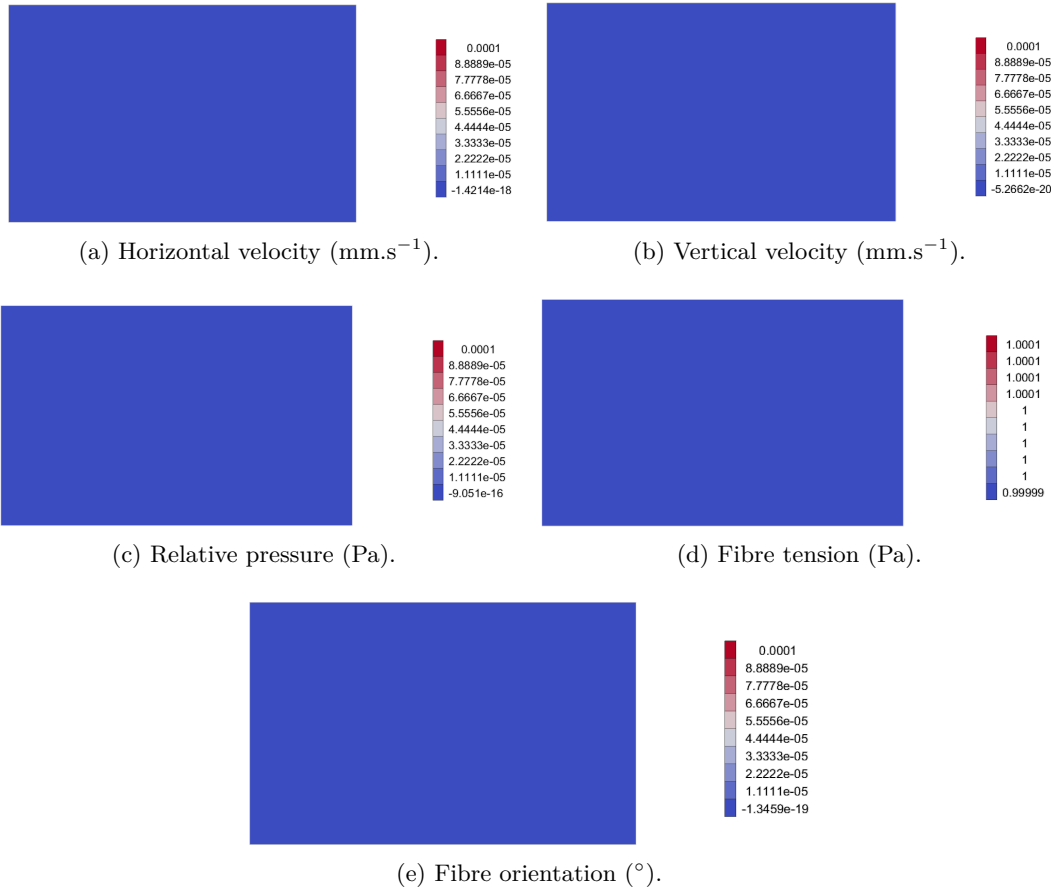 0.0001
8.8889e-05
7.7778e-05
6.6667e-05
5.5556e-05
4.4444e-05
3.3333e-05
2.2222e-05
1.1111e-05
-1.4214e-18
(a) Horizontal velocity (mm.s⁻¹).
0.0001
8.8889e-05
7.7778e-05
6.6667e-05
5.5556e-05
4.4444e-05
3.3333e-05
2.2222e-05
1.1111e-05
-5.2662e-20
(b) Vertical velocity (mm.s⁻¹).
0.0001
8.8889e-05
7.7778e-05
6.6667e-05
5.5556e-05
4.4444e-05
3.3333e-05
2.2222e-05
1.1111e-05
-9.051e-16
(c) Relative pressure (Pa).
1.0001
1.0001
1.0001
1.0001
1
1
1
1
1
0.99999
(d) Fibre tension (Pa).
0.0001
8.8889e-05
7.7778e-05
6.6667e-05
5.5556e-05
4.4444e-05
3.3333e-05
2.2222e-05
1.1111e-05
-1.3459e-19
(e) Fibre orientation (°).